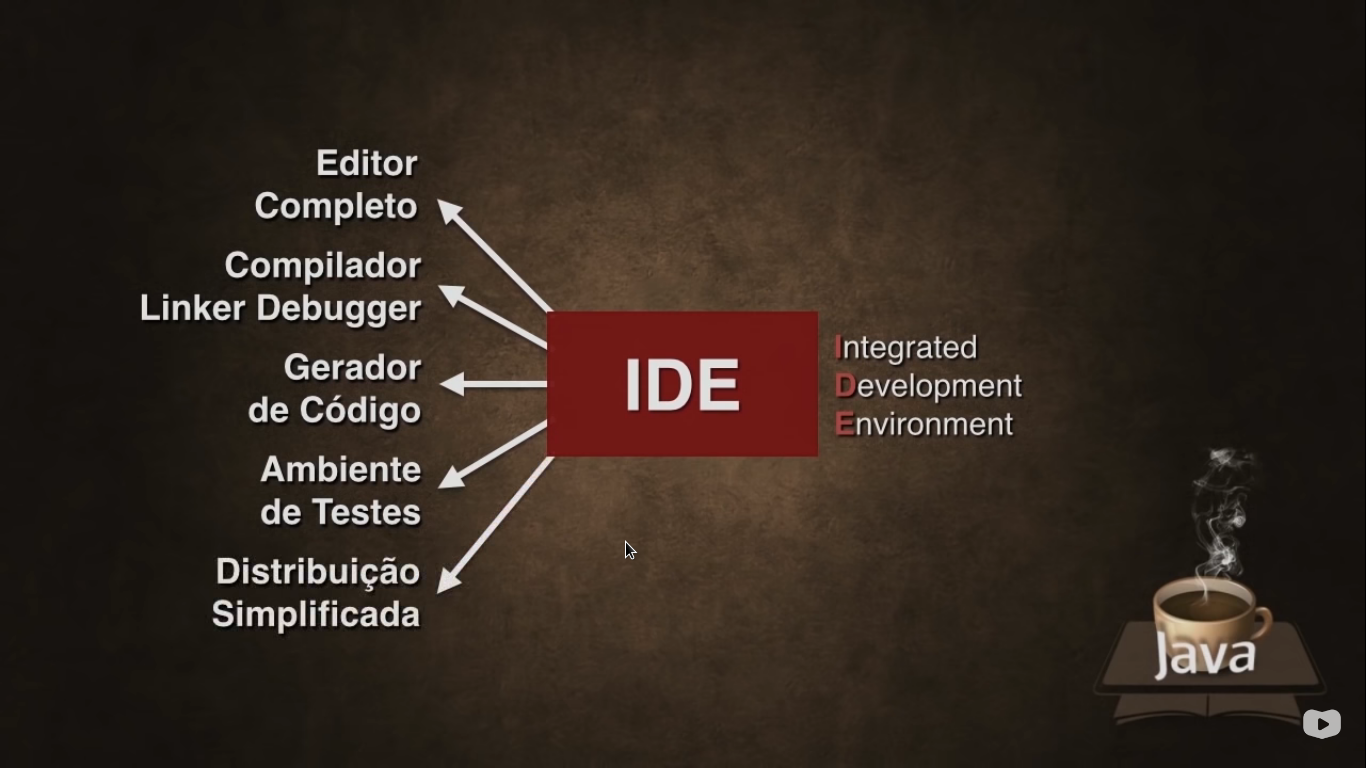 Editor
Completo
Compilador
Linker Debugger
Gerador
de Código
Ambiente
de Testes
Distribuição
Simplificada
IDE
Integrated
Development
Environment
Java